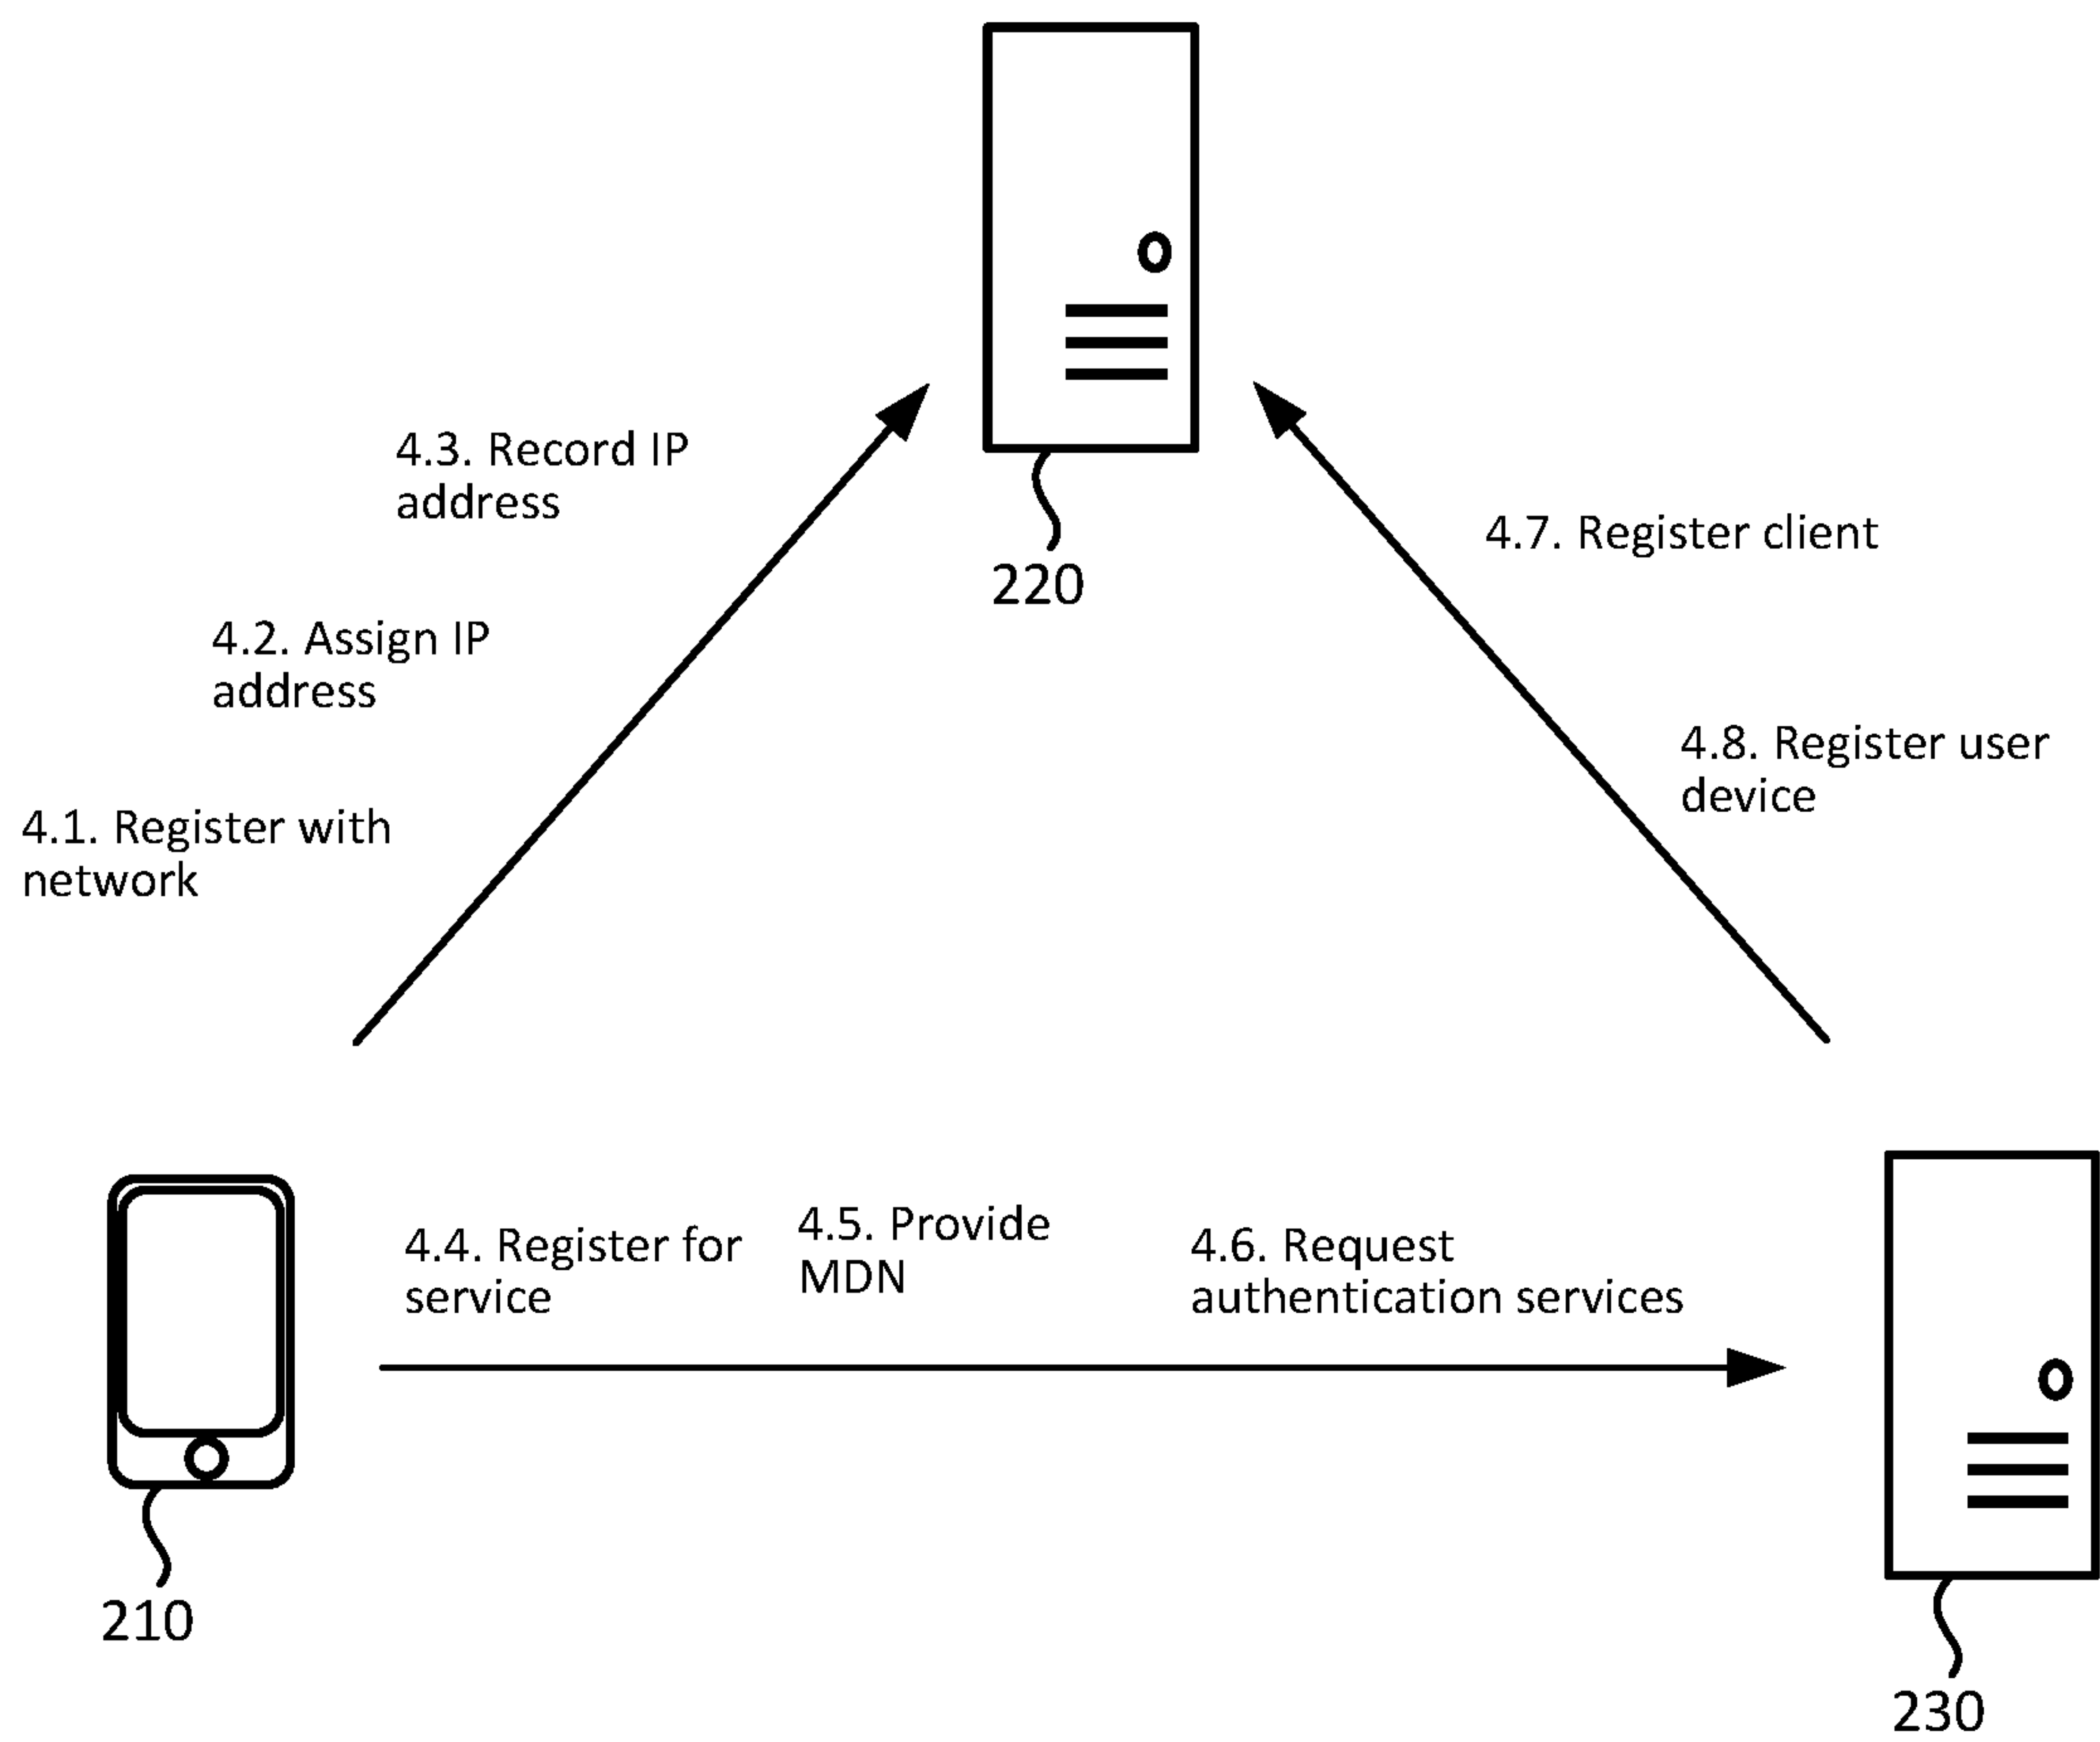 4.3. Record IP
address
4.7. Register client
220
4.2. Assign IP
address
4.8. Register user
device
4.1. Register with
network
4.4. Register for
service
4.5. Provide
MDN
4.6. Request
authentication services
210
230